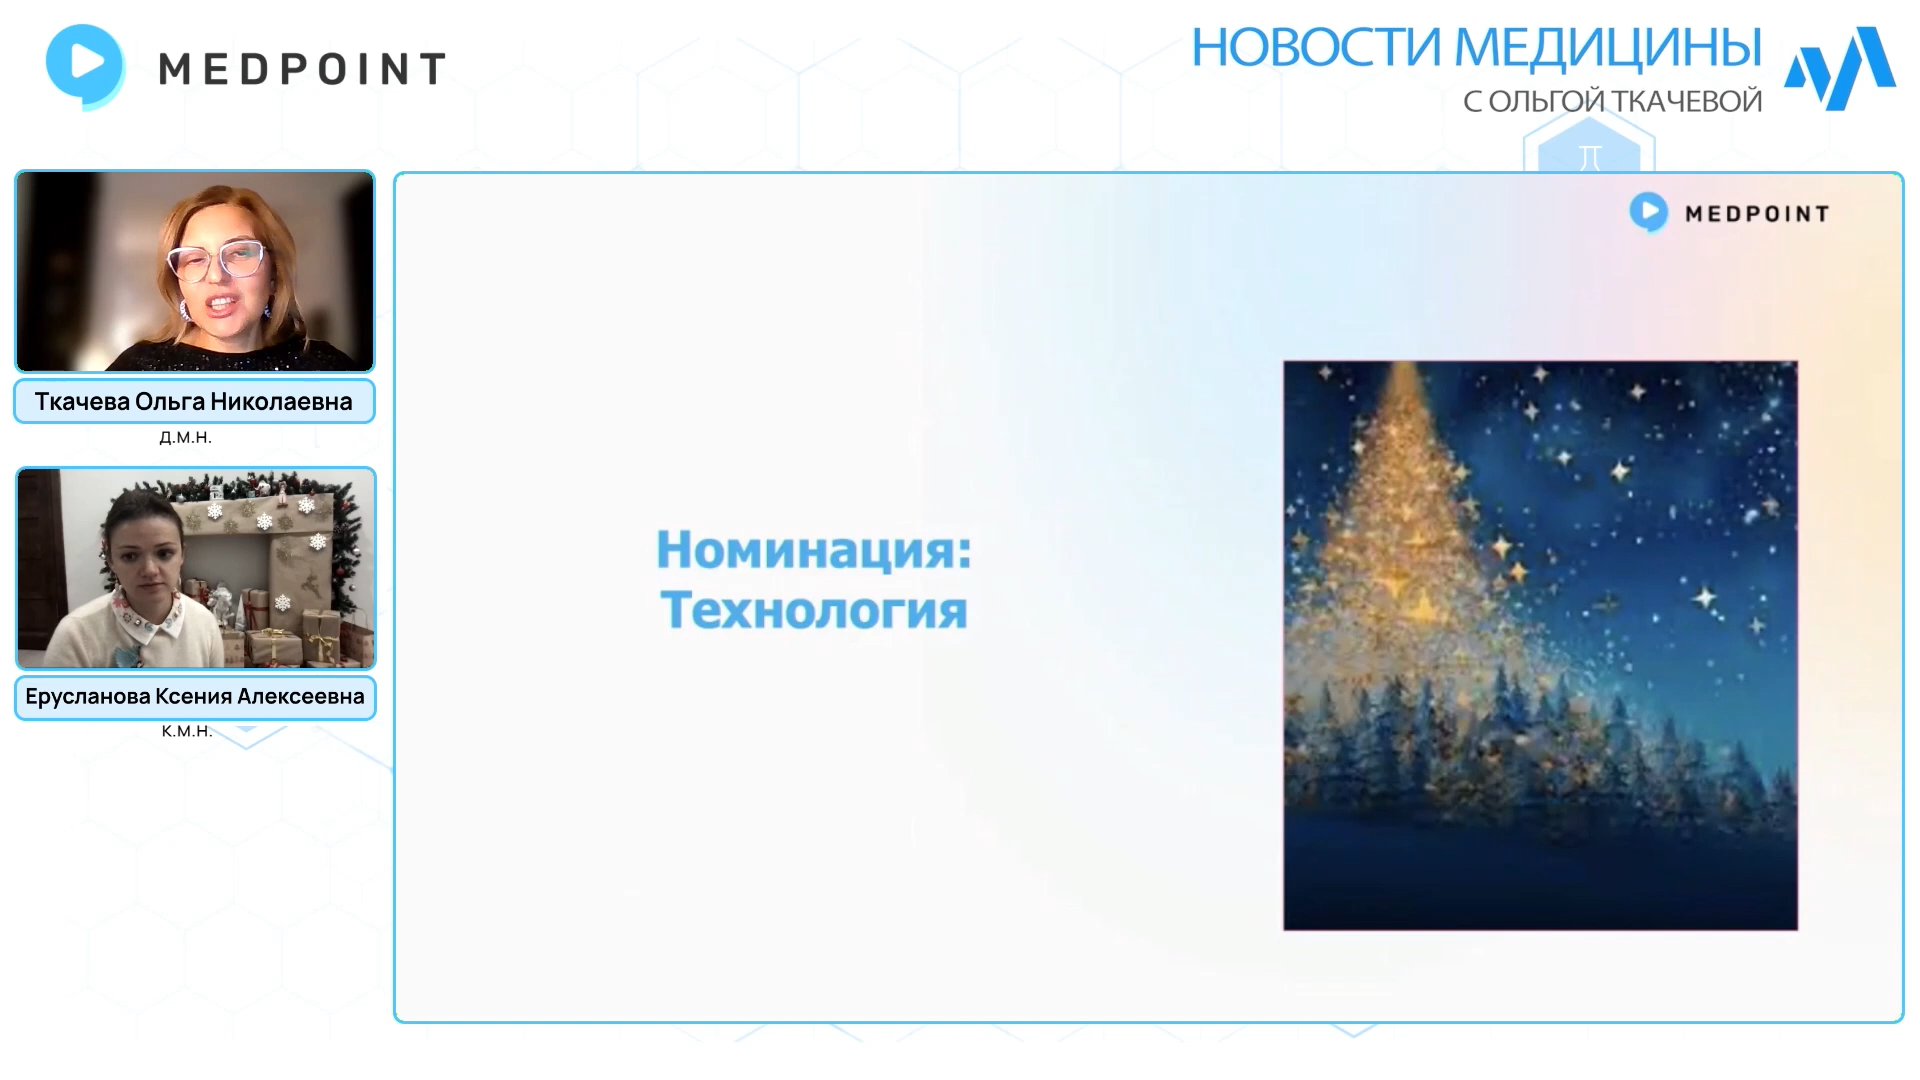 MEDPOINT
НОВОСТИ МЕДИЦИНЫ
С ОЛЬГОЙ ТКАЧЕВОЙ
Ткачева Ольга Николаевна
Д.М.Н.
Ерусланова Ксения Алексеевна
К.М.Н.
MEDPOINT
Номинация:
Технология